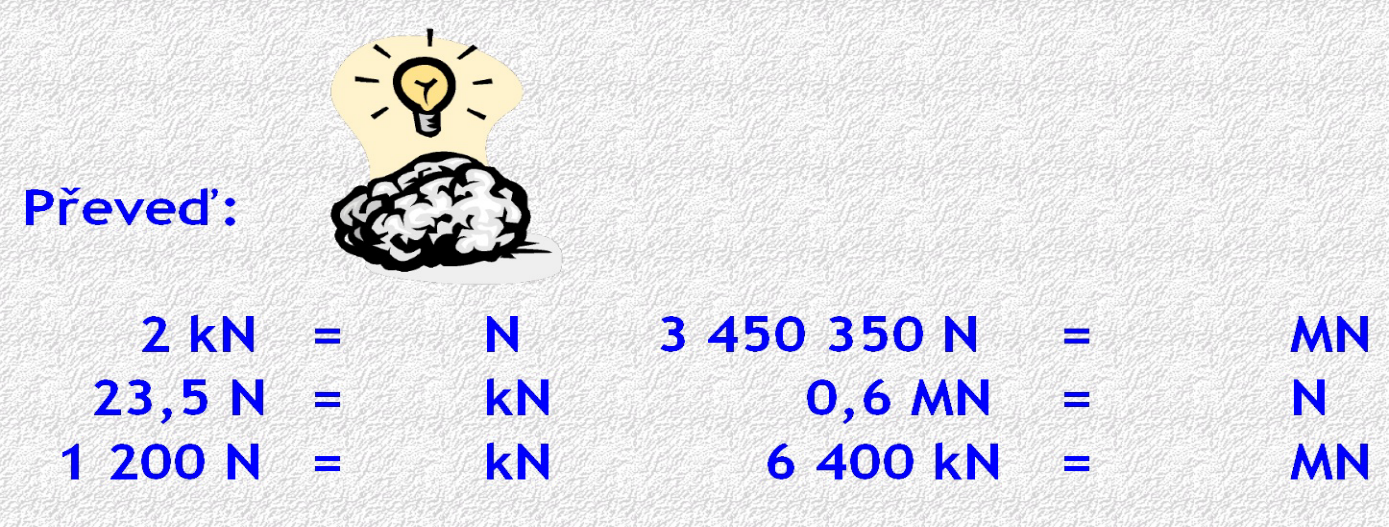 Převeď:
2 kN = N 3 450 350 N = MN
23,5 N = kN 0,6 MN = N
1 200 N = kN 6 400 kN = MN